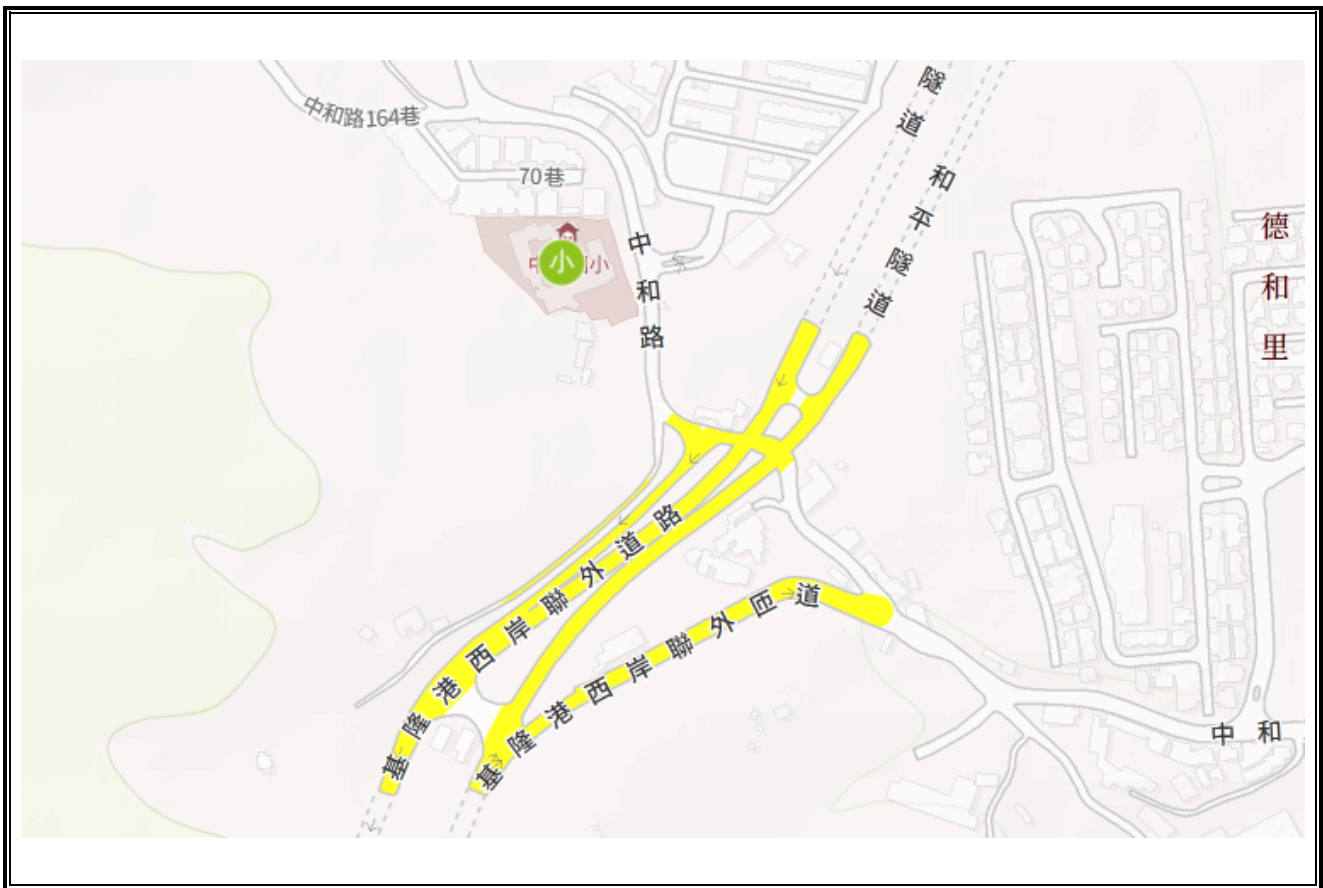 隧道
和平隧道
中和路164巷
70巷
中和路
小
小
德和里
基隆港西岸聯外道路
基隆港西岸聯外匝道
中和